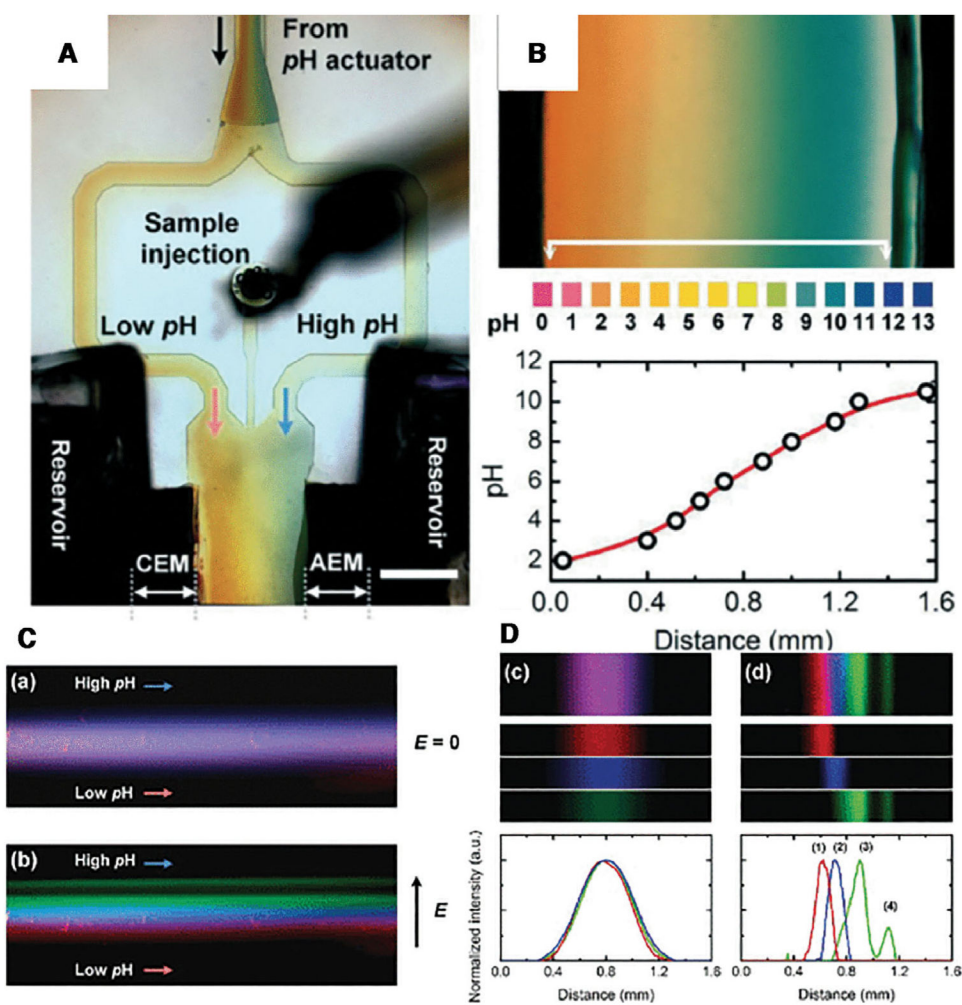 A
From
pH actuator
Sample
injection
Low pH
High pH
Reservoir
Reservoir
CEM
AEM
B
pH
0 1 2 3 4 5 6 7 8 9 10 11 12 13
12
10
8
6
4
2
pH
0.0 0.4 0.8 1.2 1.6
Distance (mm)
C
(a)
High pH
Low pH
E = 0
(b)
High pH
Low pH
E
D
(c)
(d)
Normalized intensity (a.u.)
(1) (2) (3)
(4)
0.0 0.4 0.8 1.2 1.6
Distance (mm)
0.0 0.4 0.8 1.2 1.6
Distance (mm)